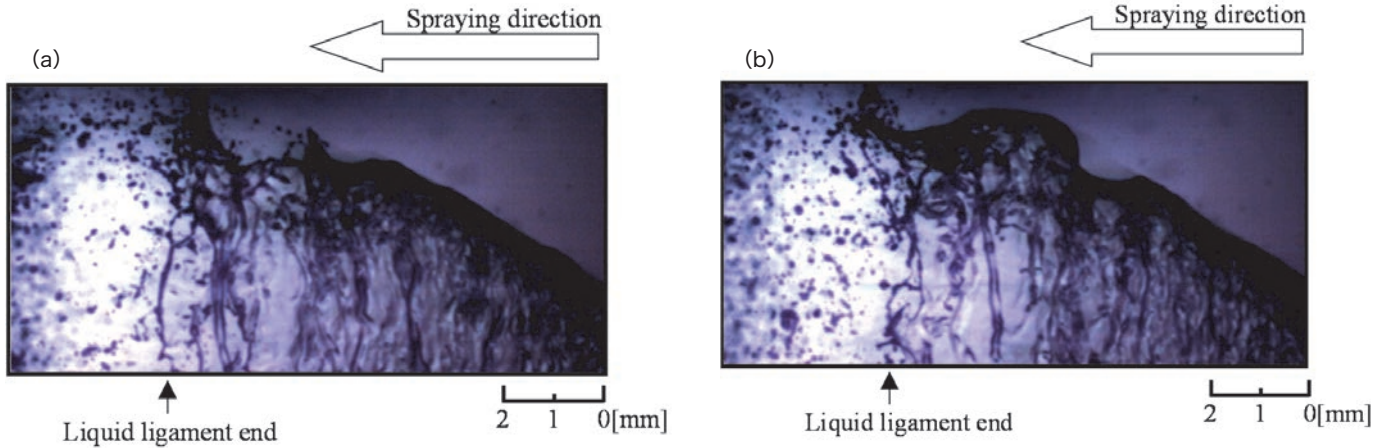 Spraying direction
(a)
2 1 0[mm]
Liquid ligament end
Spraying direction
(b)
2 1 0[mm]
Liquid ligament end